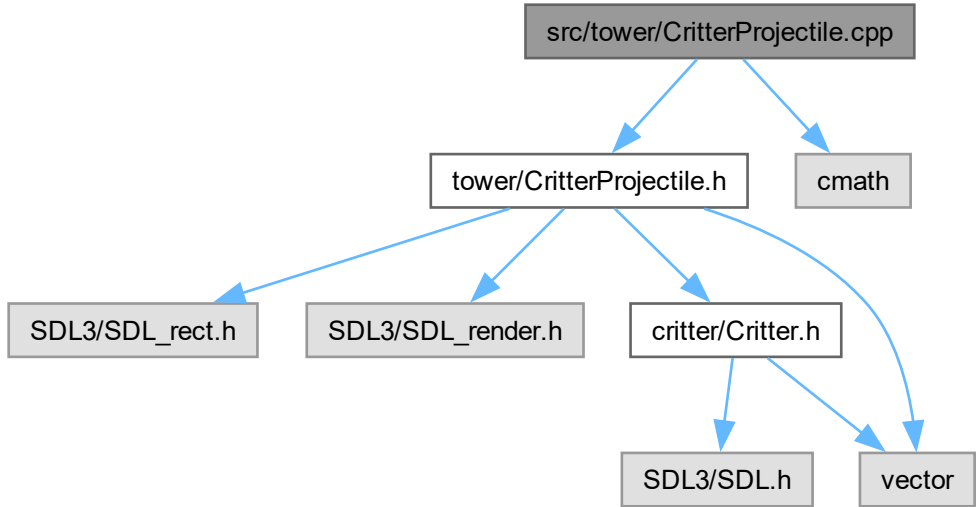 src/tower/CritterProjectile.cpp
tower/CritterProjectile.h
cmath
SDL3/SDL_rect.h
SDL3/SDL_render.h
critter/Critter.h
SDL3/SDL.h
vector